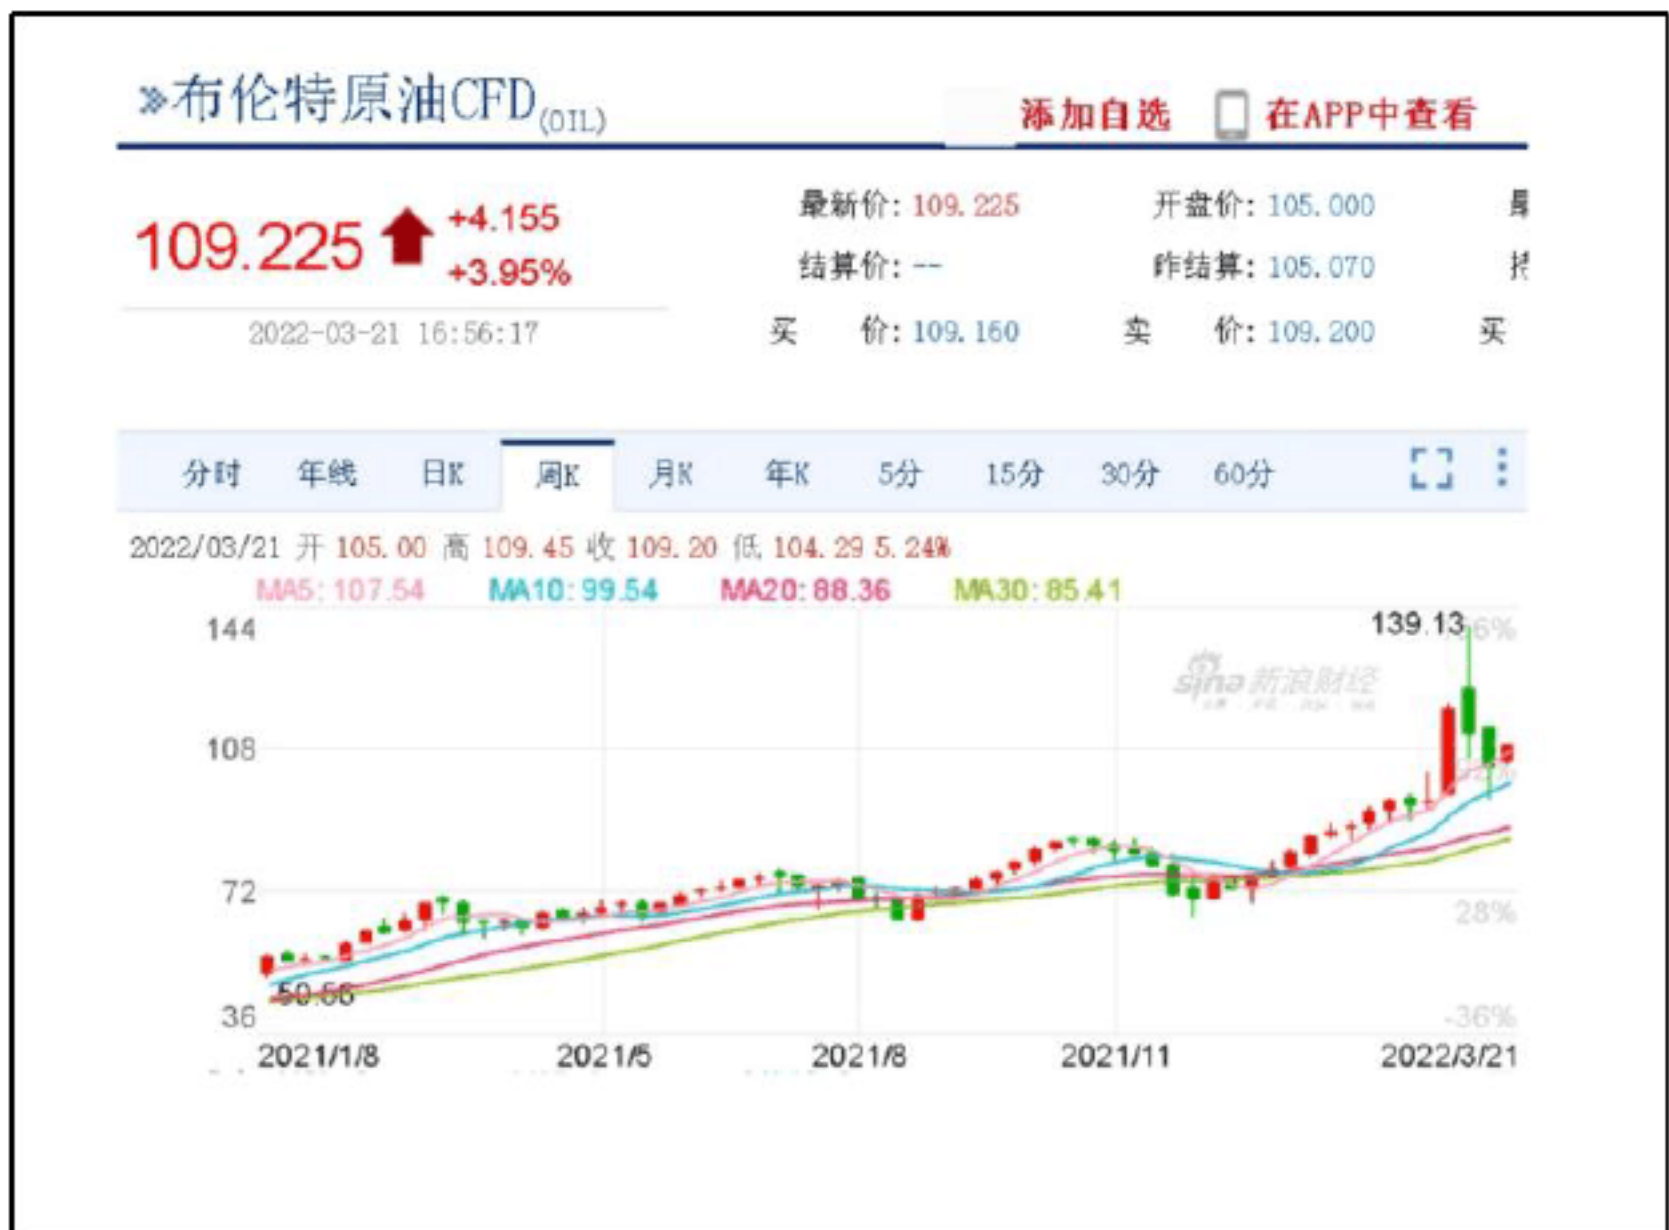 »布伦特原油CFD(OIL)
添加自选 在APP中查看
109.225 +4.155
+3.95%
2022-03-21 16:56:17
最新价: 109.225 开盘价: 105.000
结算价: -- 昨结算: 105.070
买 价: 109.160 卖 价: 109.200 买
分时 年线 日K 周K 月K 年K 5分 15分 30分 60分
2022/03/21 开 105.00 高 109.45 收 109.20 低 104.29 5.24%
MA5: 107.54 MA10: 99.54 MA20: 88.36 MA30: 85.41
144 139.13
sina 新浪财经
108
72
28%
50.56
36 -36%
2021/1/8 2021/5 2021/8 2021/11 2022/3/21